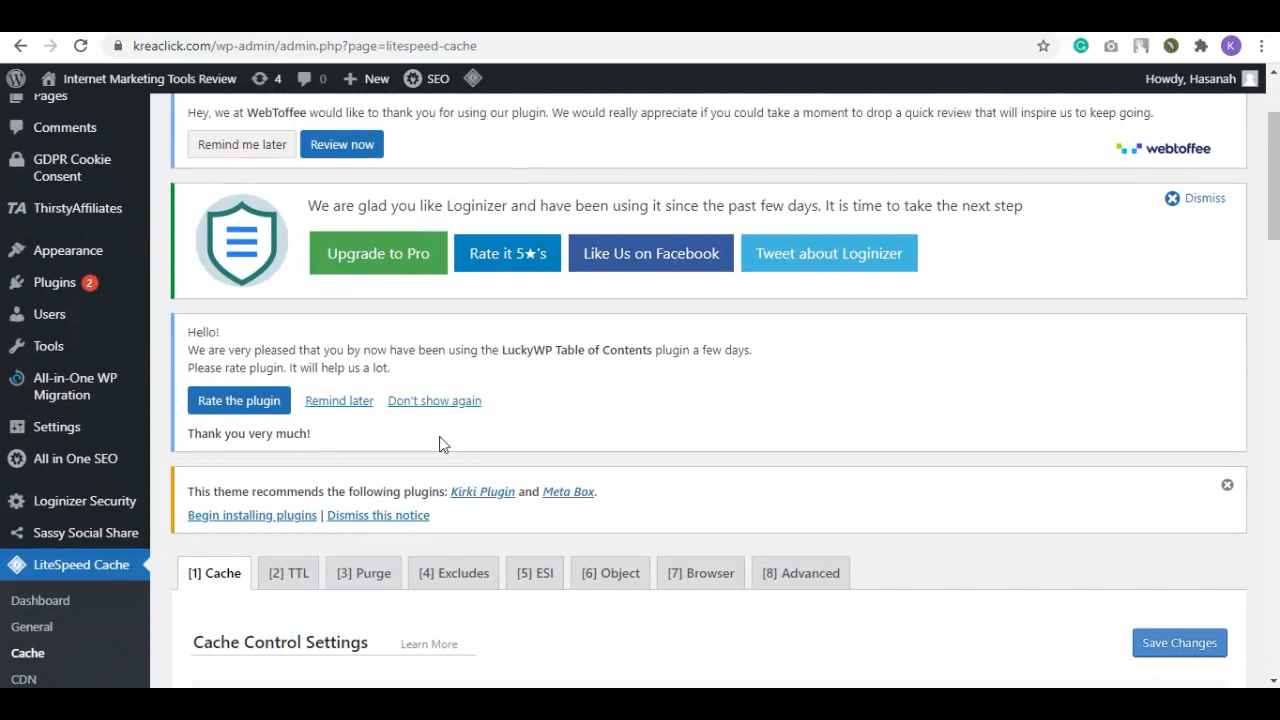 kreaclick.com/wp-admin/admin.php?page=litespeed-cache
K
Internet Marketing Tools Review 4 0 New SEO Howdy, Hasanah
Pages
Comments
GDPR Cookie
Consent
TA ThirstyAffiliates
Appearance
Plugins 2
Users
Tools
All-in-One WP
Migration
Settings
All in One SEO
Loginizer Security
Sassy Social Share
LiteSpeed Cache
Dashboard
General
Cache
CDN
Hey, we at WebToffee would like to thank you for using our plugin. We would really appreciate if you could take a moment to drop a quick review that will inspire us to keep going.
Remind me later Review now
webtoffee
We are glad you like Loginizer and have been using it since the past few days. It is time to take the next step
Dismiss
Upgrade to Pro Rate it 5★'s Like Us on Facebook Tweet about Loginizer
Hello!
We are very pleased that you by now have been using the LuckyWP Table of Contents plugin a few days.
Please rate plugin. It will help us a lot.
Rate the plugin Remind later Don't show again
Thank you very much!
This theme recommends the following plugins: Kirki Plugin and Meta Box.
Begin installing plugins | Dismiss this notice
[1] Cache [2] TTL [3] Purge [4] Excludes [5] ESI [6] Object [7] Browser [8] Advanced
Cache Control Settings Learn More Save Changes